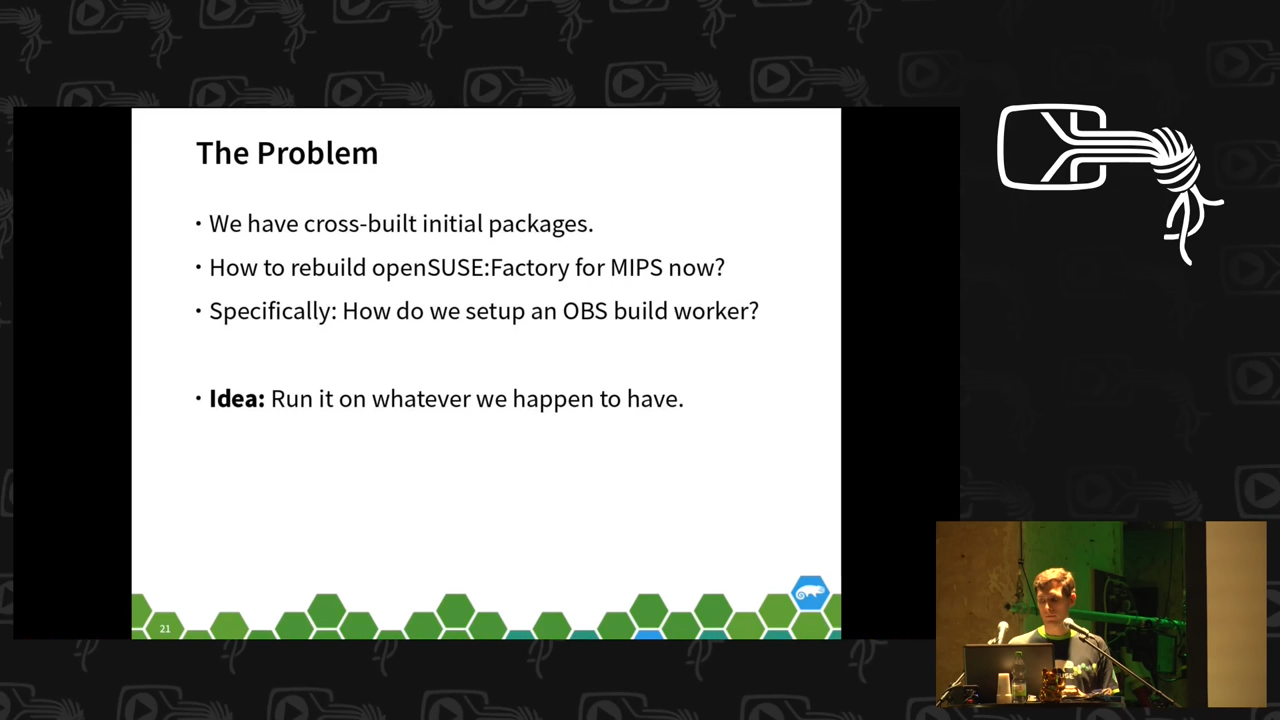 The Problem
• We have cross-built initial packages.
• How to rebuild openSUSE:Factory for MIPS now?
• Specifically: How do we setup an OBS build worker?
• Idea: Run it on whatever we happen to have.
21